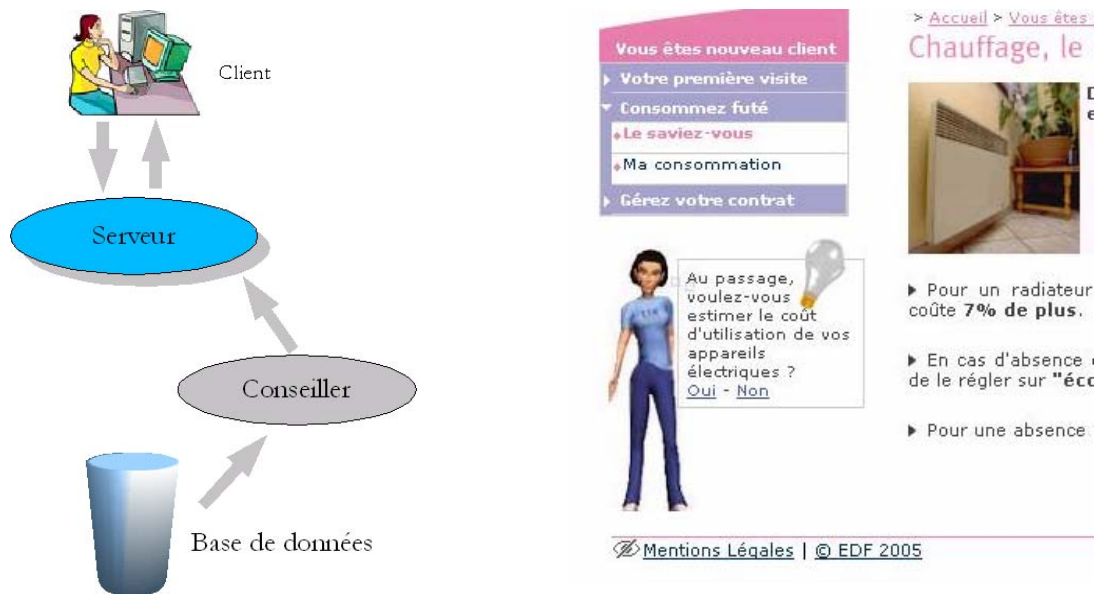 Client
Serveur
Conseiller
Base de données
Vous êtes nouveau client
Votre première visite
Consommez futé
Le saviez-vous
Ma consommation
Gérez votre contrat
Au passage,
voulez-vous
estimer le coût
d'utilisation de vos
appareils
électriques ?
Oui - Non
> Accueil > Vous êtes
Chauffage, le
D
e
Pour un radiateur
coûte 7% de plus.
En cas d'absence
de le régler sur "éco
Pour une absence
Mentions Légales | © EDF 2005